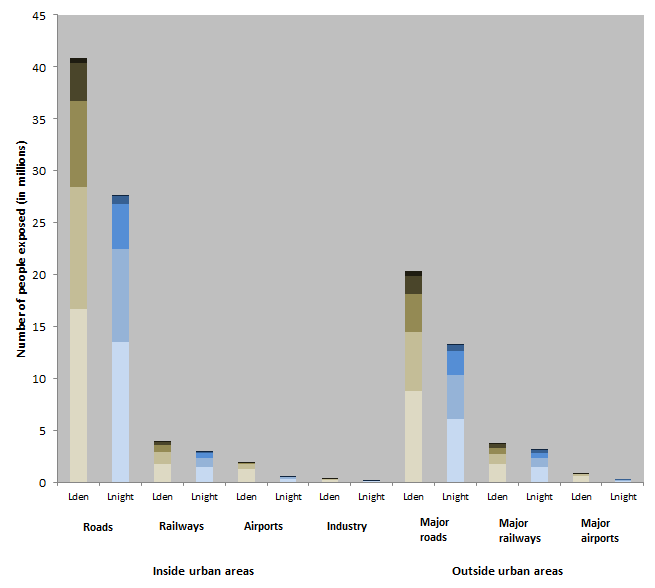 Number of people exposed (in millions)
45
40
35
30
25
20
15
10
5
0
Lden Lnight Lden Lnight Lden Lnight Lden Lnight Lden Lnight Lden Lnight Lden Lnight
Roads Railways Airports Industry Major roads Major railways Major airports
Inside urban areas Outside urban areas